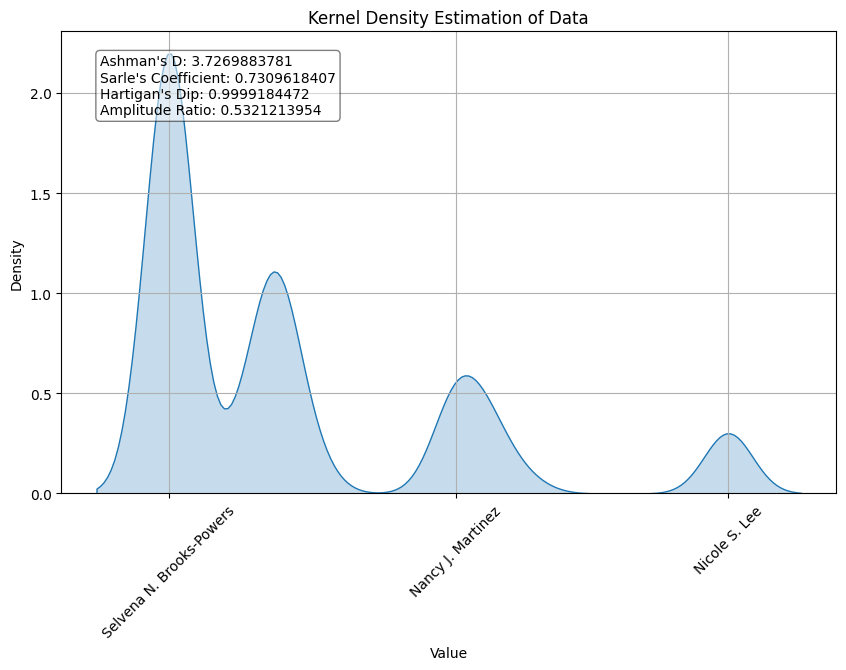 Kernel Density Estimation of Data
Ashman's D: 3.7269883781
Sarle's Coefficient: 0.7309618407
Hartigan's Dip: 0.9999184472
Amplitude Ratio: 0.5321213954
Density
2.0
1.5
1.0
0.5
0.0
Selvena N. Brooks-Powers
Nancy J. Martinez
Nicole S. Lee
Value